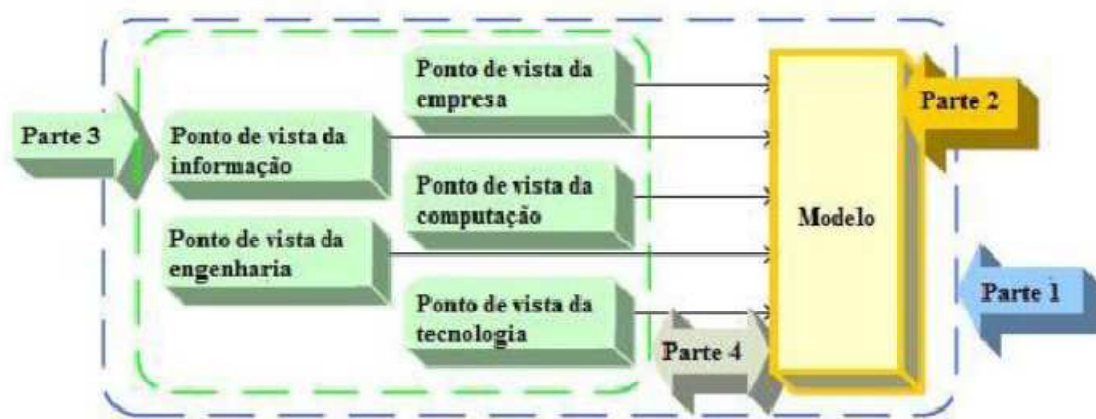 Ponto de vista da
empresa
Parte 2
Parte 3
Ponto de vista da
informação
Ponto de vista da
computação
Modelo
Ponto de vista da
engenharia
Parte 1
Ponto de vista da
tecnologia
Parte 4